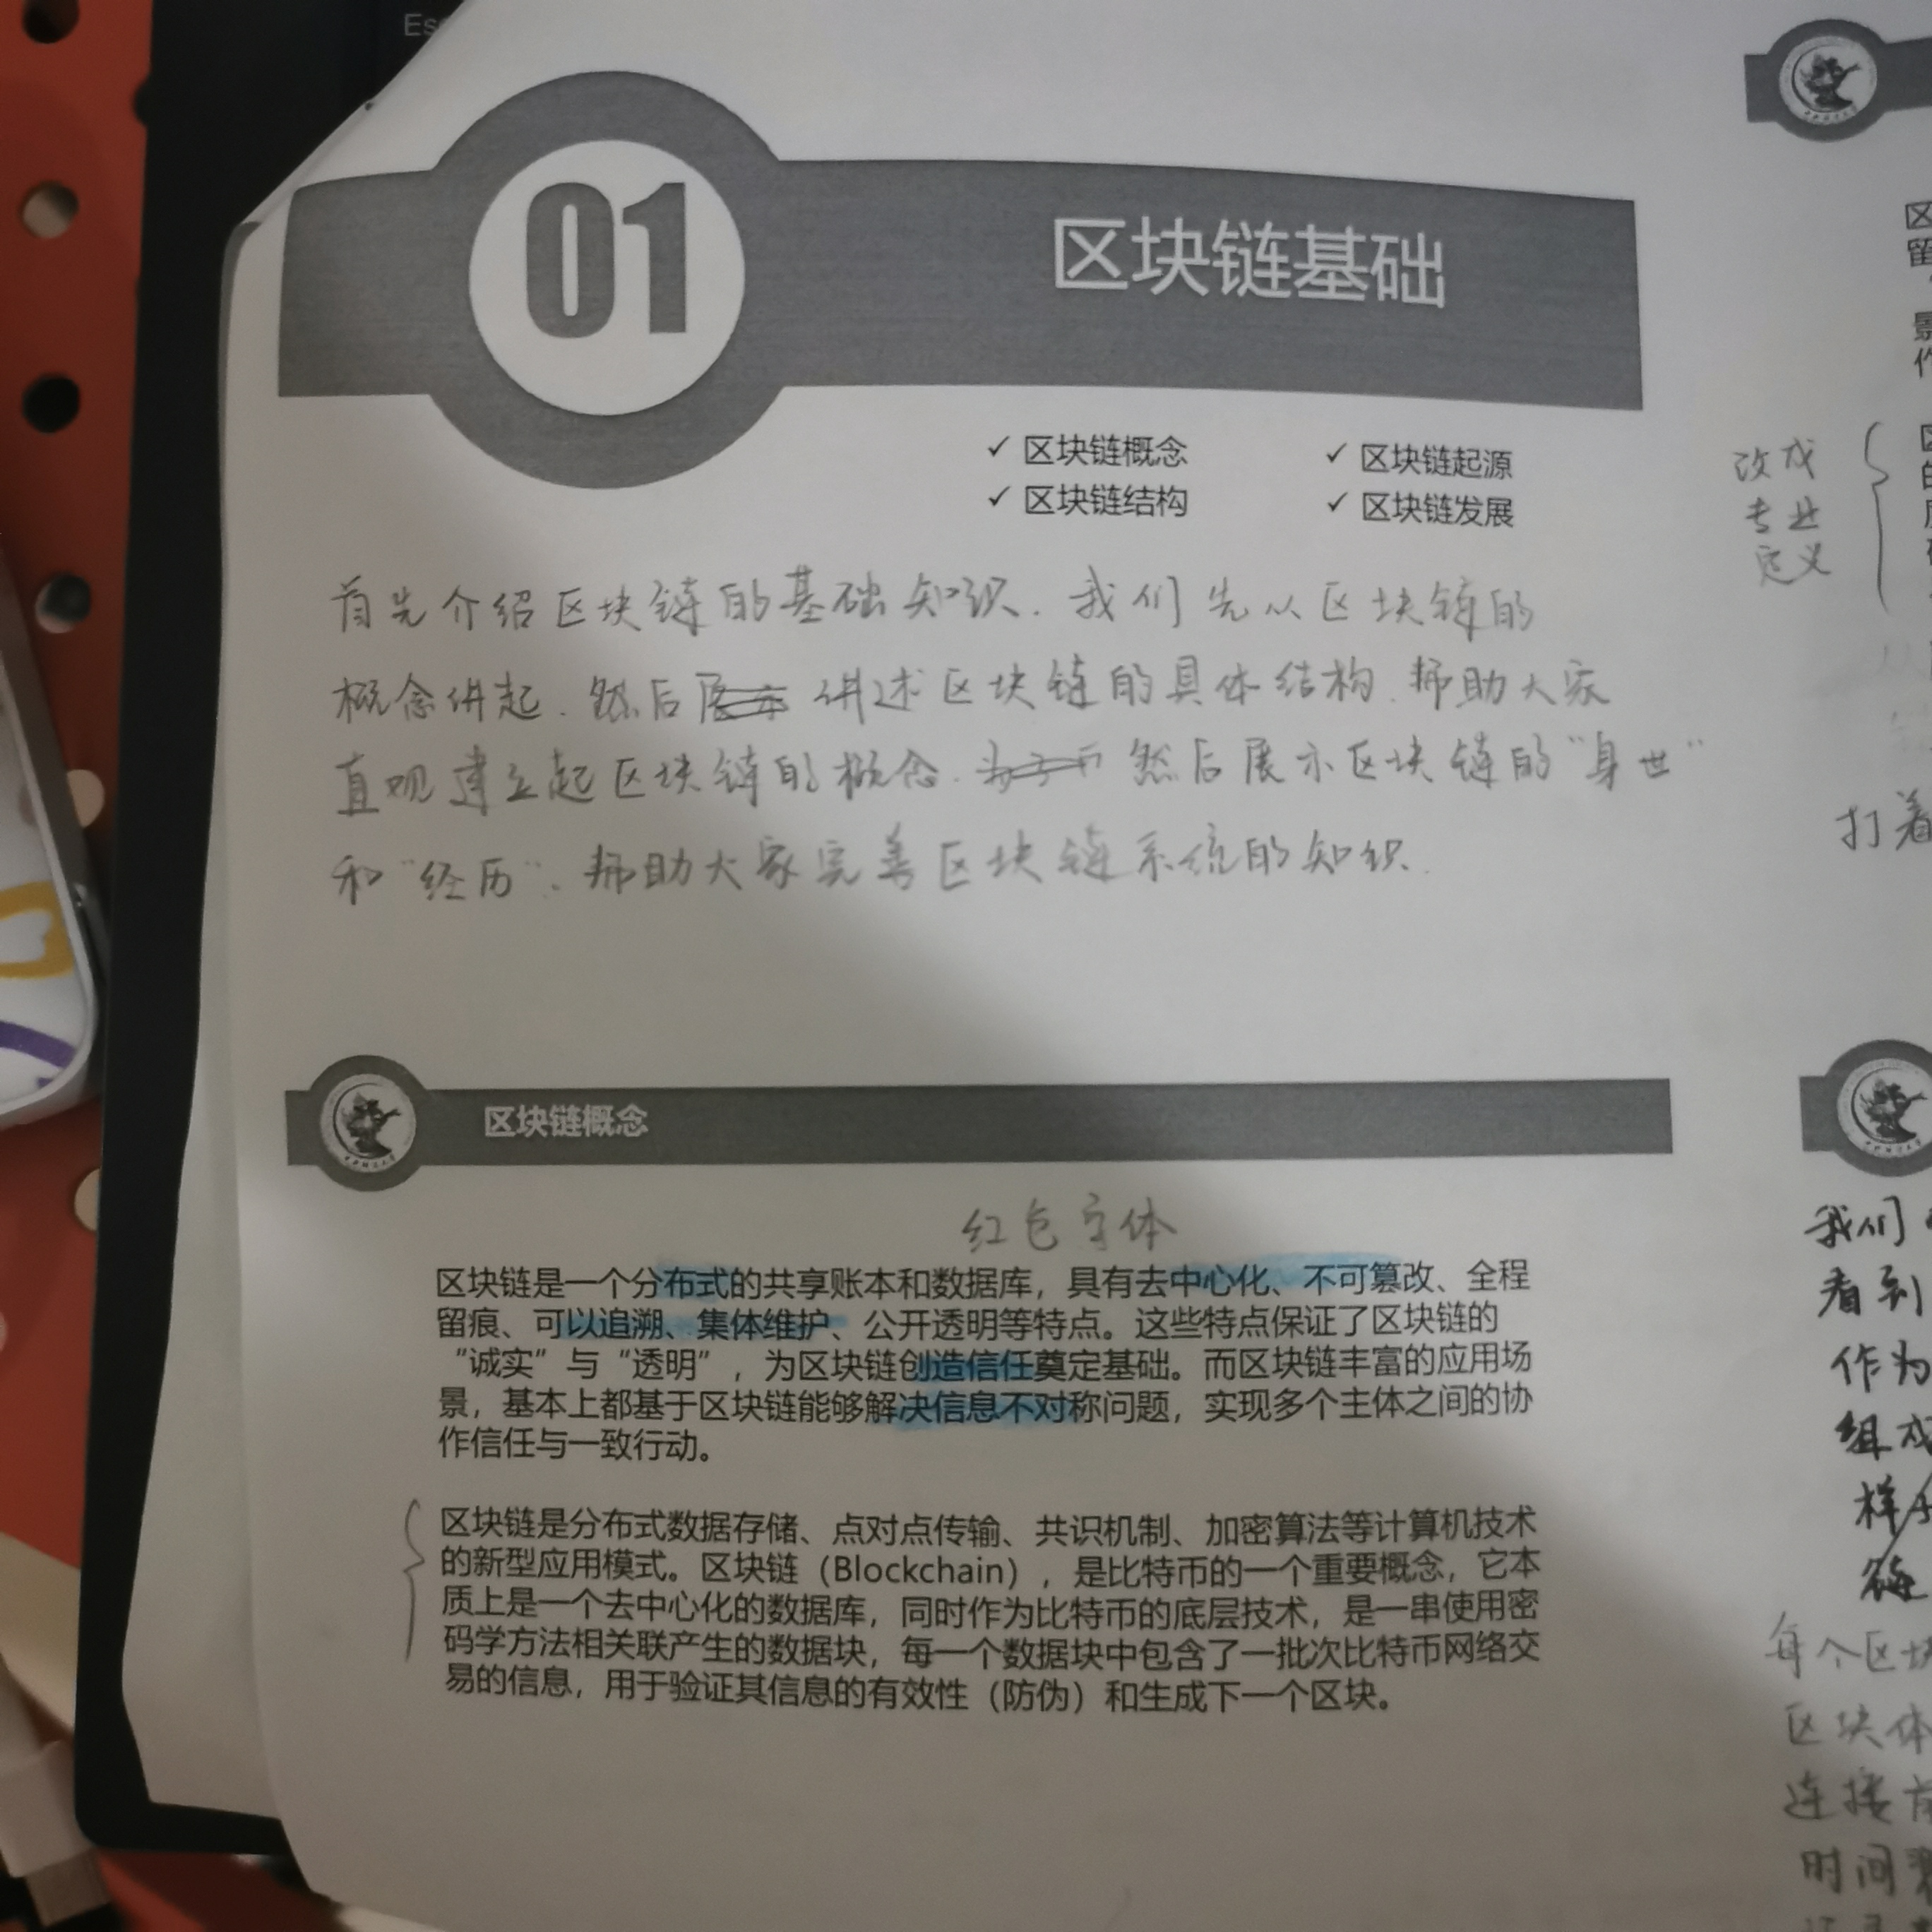 Es
01
区块链基础
✓ 区块链概念
✓ 区块链起源
✓ 区块链结构
✓ 区块链发展
首先介绍区块链的基础知识. 我们先从区块链的
概念讲起. 然后 讲述区块链的具体结构. 帮助大家
直观建立起区块链的概念. 然后展示区块链的"身世"
和"经历". 帮助大家完善区块链系统的知识.
区块链概念
红色字体
区块链是一个分布式的共享账本和数据库，具有去中心化、不可篡改、全程
留痕、可以追溯、集体维护、公开透明等特点。这些特点保证了区块链的
“诚实”与“透明”，为区块链创造信任奠定基础。而区块链丰富的应用场
景，基本上都基于区块链能够解决信息不对称问题，实现多个主体之间的协
作信任与一致行动。
区块链是分布式数据存储、点对点传输、共识机制、加密算法等计算机技术
的新型应用模式。区块链（Blockchain），是比特币的一个重要概念，它本
质上是一个去中心化的数据库，同时作为比特币的底层技术，是一串使用密
码学方法相关联产生的数据块，每一个数据块中包含了一批次比特币网络交
易的信息，用于验证其信息的有效性（防伪）和生成下一个区块。
区
留
景
作
改成
专业
定义
打着
我们
看到
作为
组成
样
链
每个区块
区块体
连接
时间